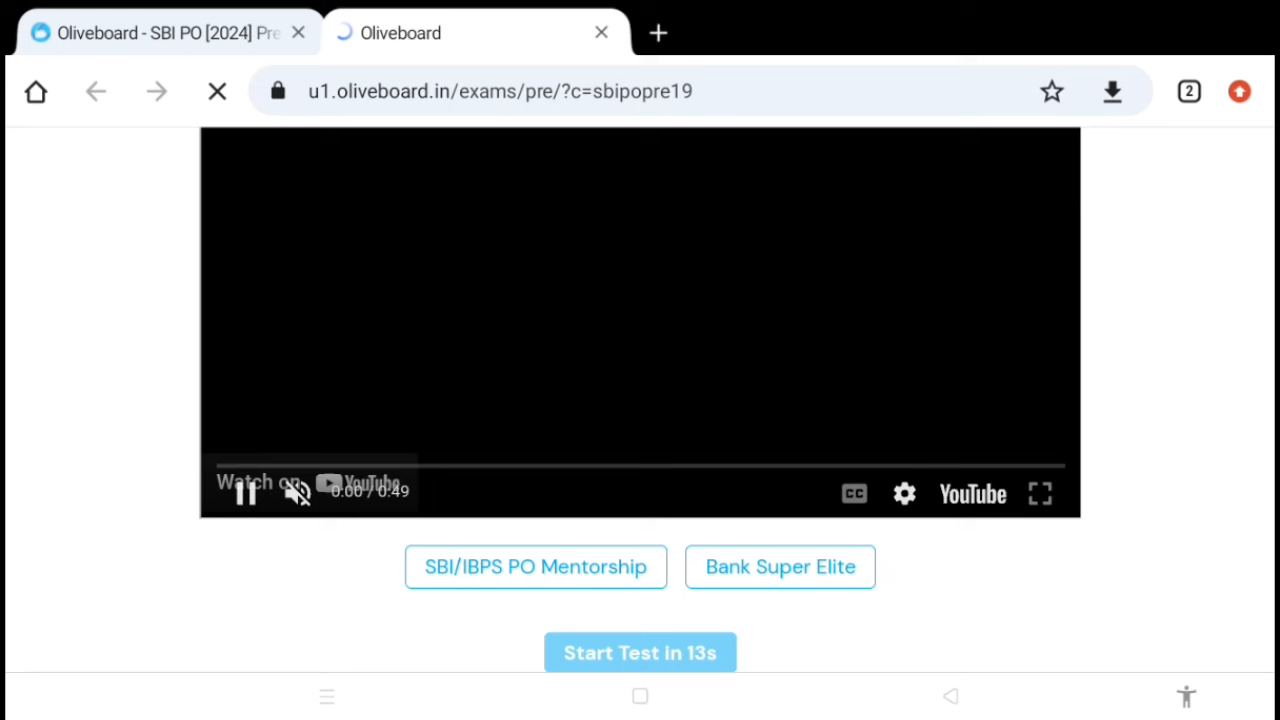 Oliveboard - SBI PO [2024] Pre
Oliveboard
u1.oliveboard.in/exams/pre/?c=sbipopre19
2
Watch on YouTube
0:00 / 0:49
CC
YouTube
SBI/IBPS PO Mentorship
Bank Super Elite
Start Test in 13s